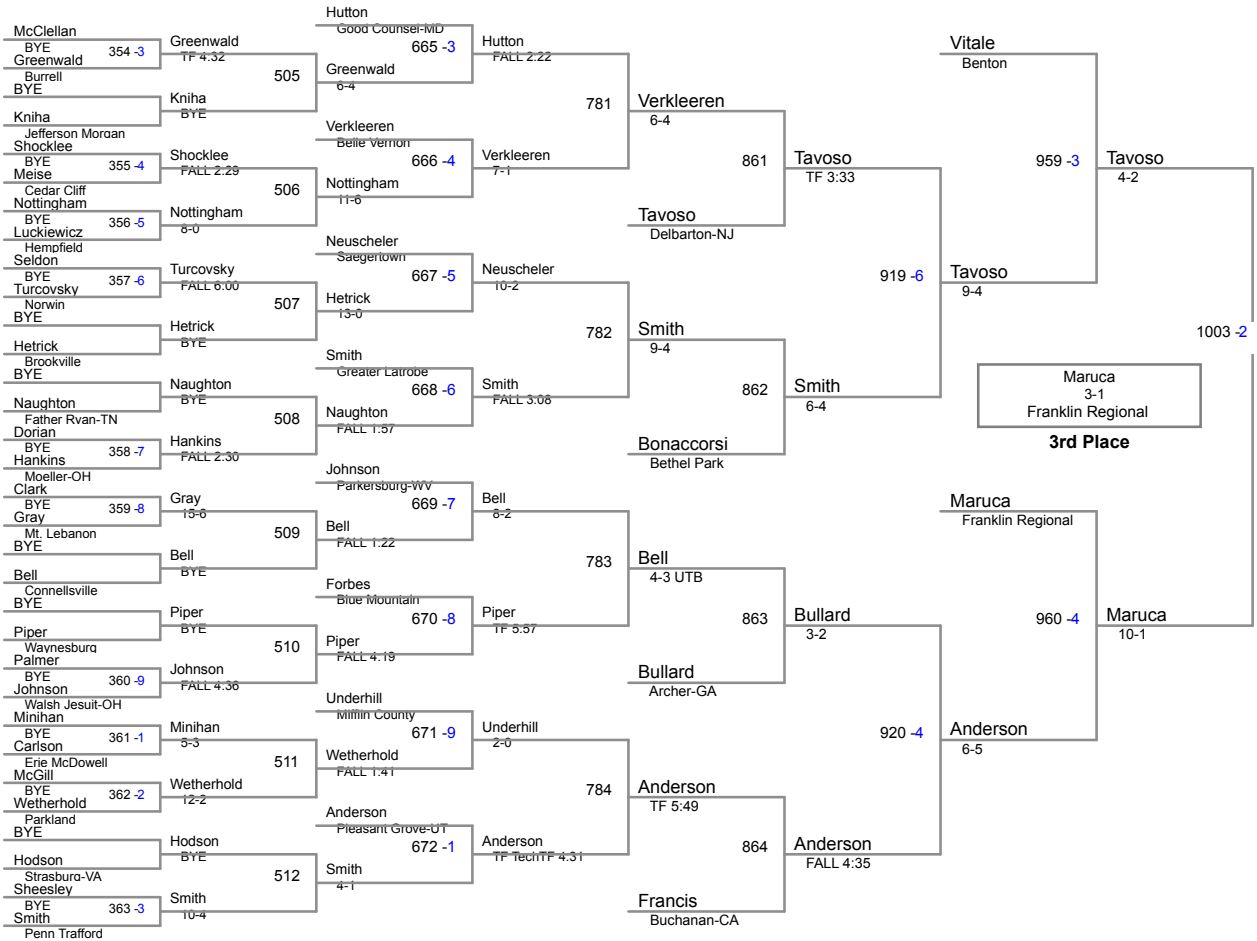 McClellan
BYE
354 -3
Greenwald
Burrell
BYE
Kniha
Jefferson Morgan
Shocklee
BYE
355 -4
Meise
Cedar Cliff
Nottingham
BYE
356 -5
Luckiewicz
Hempfield
Seldon
BYE
357 -6
Turcovsky
Norwin
BYE
Hetrick
Brookville
BYE
Naughton
Father Ryan-TN
Dorian
BYE
358 -7
Hankins
Moeller-OH
Clark
BYE
359 -8
Gray
Mt. Lebanon
BYE
Bell
Connellsville
BYE
Piper
Waynesburg
Palmer
BYE
360 -9
Johnson
Walsh Jesuit-OH
Minihan
BYE
361 -1
Carlson
Erie McDowell
McGill
BYE
362 -2
Wetherhold
Parkland
BYE
Hodson
Strasburg-VA
Sheesley
BYE
363 -3
Smith
Penn Trafford
Greenwald
TF 4:32
505
Kniha
BYE
Shocklee
FALL 2:29
506
Nottingham
8-0
Turcovsky
FALL 6:00
507
Hetrick
BYE
Naughton
BYE
508
Hankins
FALL 2:30
Gray
15-6
509
Bell
BYE
Piper
BYE
510
Johnson
FALL 4:36
Minihan
5-3
511
Wetherhold
12-2
Hodson
BYE
512
Smith
10-4
Hutton
Good Counsel-MD
665 -3
Greenwald
6-4
Verkleeren
Belle Vernon
666 -4
Nottingham
11-6
Neuscheler
Saegertown
667 -5
Hetrick
13-0
Smith
Greater Latrobe
668 -6
Naughton
FALL 1:57
Johnson
Parkersburg-WV
669 -7
Bell
FALL 1:22
Forbes
Blue Mountain
670 -8
Piper
FALL 4:19
Underhill
Mifflin County
671 -9
Wetherhold
FALL 1:41
Anderson
Pleasant Grove-UT
672 -1
Smith
4-1
Hutton
FALL 2:22
781
Verkleeren
7-1
Neuscheler
10-2
782
Smith
FALL 3:08
Bell
8-2
783
Piper
TF 5:57
Underhill
2-0
784
Anderson
TF TechTF 4:31
Verkleeren
6-4
861
Tavoso
Delbarton-NJ
Smith
9-4
862
Bonaccorsi
Bethel Park
Bell
4-3 UTB
863
Bullard
Archer-GA
Anderson
TF 5:49
864
Francis
Buchanan-CA
Tavoso
TF 3:33
919 -6
Smith
6-4
Bullard
3-2
920 -4
Anderson
FALL 4:35
Vitale
Benton
959 -3
Tavoso
9-4
Maruca
Franklin Regional
960 -4
Anderson
6-5
Tavoso
4-2
1003 -2
Maruca
10-1
Maruca
3-1
Franklin Regional
3rd Place